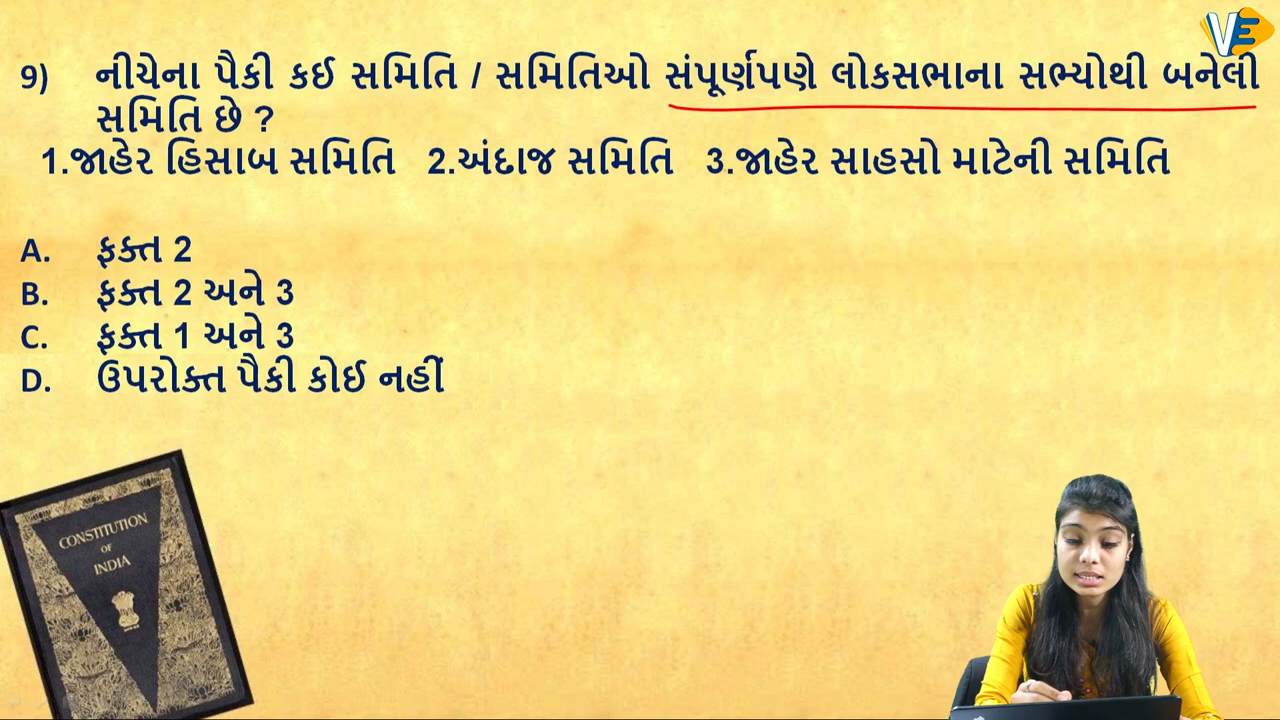 VE
9) નીચેના પૈકી કઈ સમિતિ / સમિતિઓ સંપૂર્ણપણે લોકસભાના સભ્યોથી બનેલી
સમિતિ છે ?
1.જાહેર હિસાબ સમિતિ 2.અંદાજ સમિતિ 3.જાહેર સાહસો માટેની સમિતિ
A. ફક્ત 2
B. ફક્ત 2 અને 3
C. ફક્ત 1 અને 3
D. ઉપરોક્ત પૈકી કોઈ નહીં
CONSTITUTION
OF
INDIA